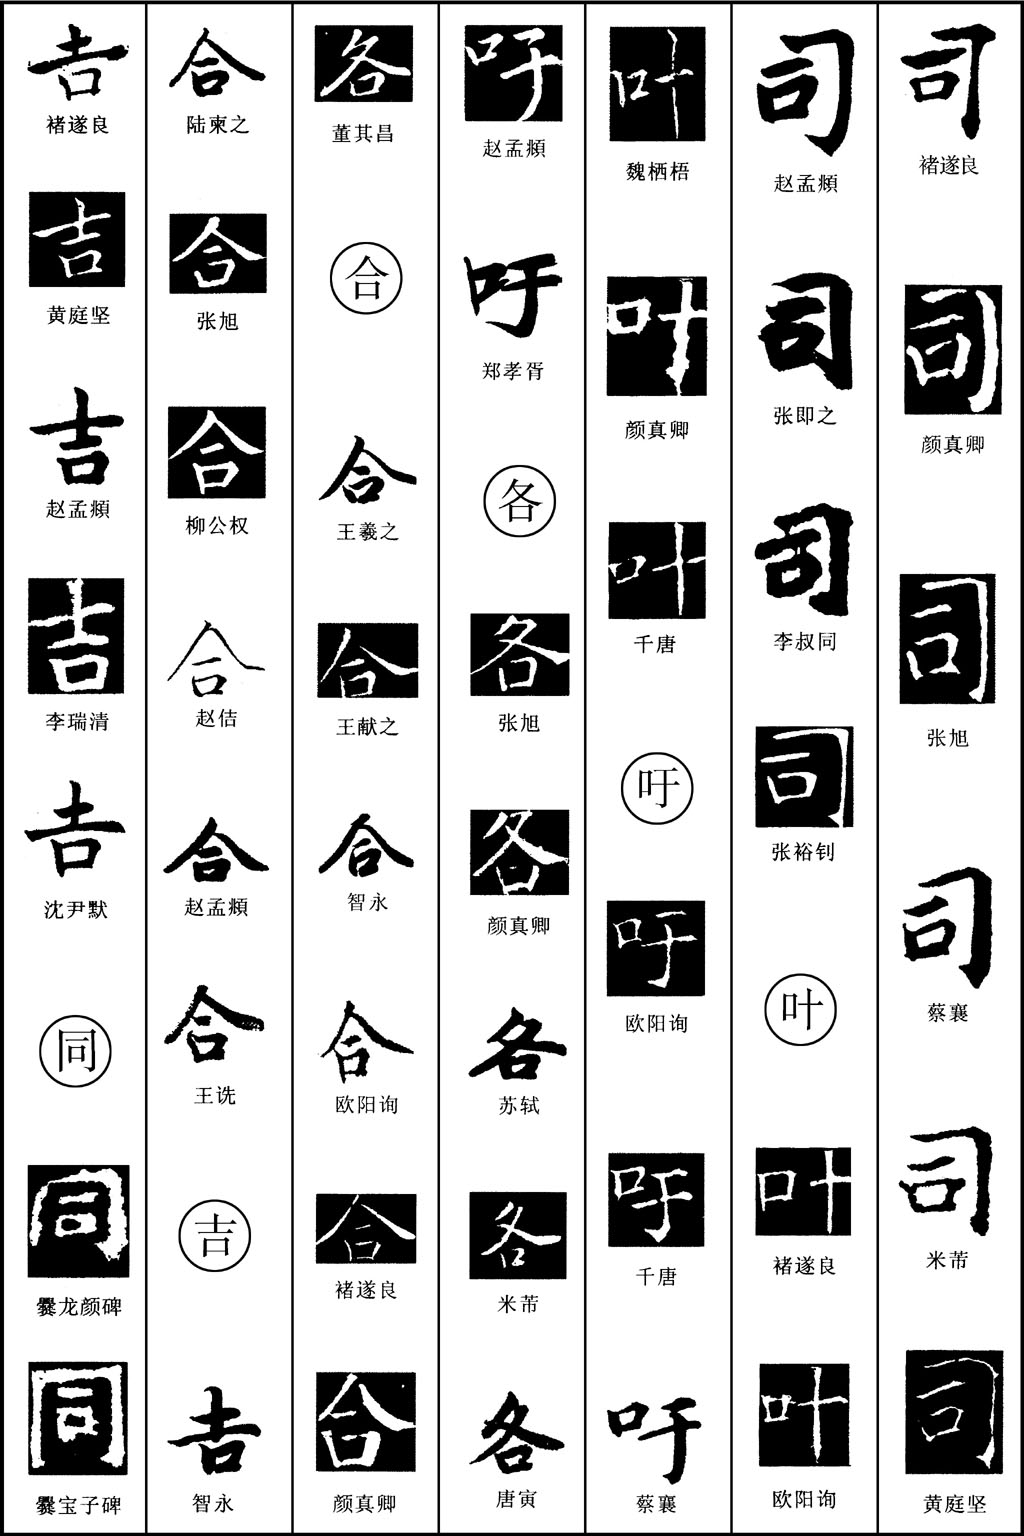 司
褚遂良
司
颜真卿
司
张旭
司
蔡襄
司
米芾
司
黄庭坚
司
赵孟頫
司
张即之
司
李叔同
司
张裕钊
叶
叶
褚遂良
叶
欧阳询
叶
魏栖梧
叶
颜真卿
叶
千唐
吁
吁
欧阳询
吁
千唐
吁
蔡襄
吁
赵孟頫
吁
郑孝胥
各
各
张旭
各
颜真卿
各
苏轼
各
米芾
各
唐寅
各
董其昌
合
合
王羲之
合
王献之
合
智永
合
欧阳询
合
褚遂良
合
颜真卿
合
陆柬之
合
张旭
合
柳公权
合
赵佶
合
赵孟頫
合
王诜
吉
吉
智永
吉
褚遂良
吉
黄庭坚
吉
赵孟頫
吉
李瑞清
吉
沈尹默
同
同
爨龙颜碑
同
爨宝子碑